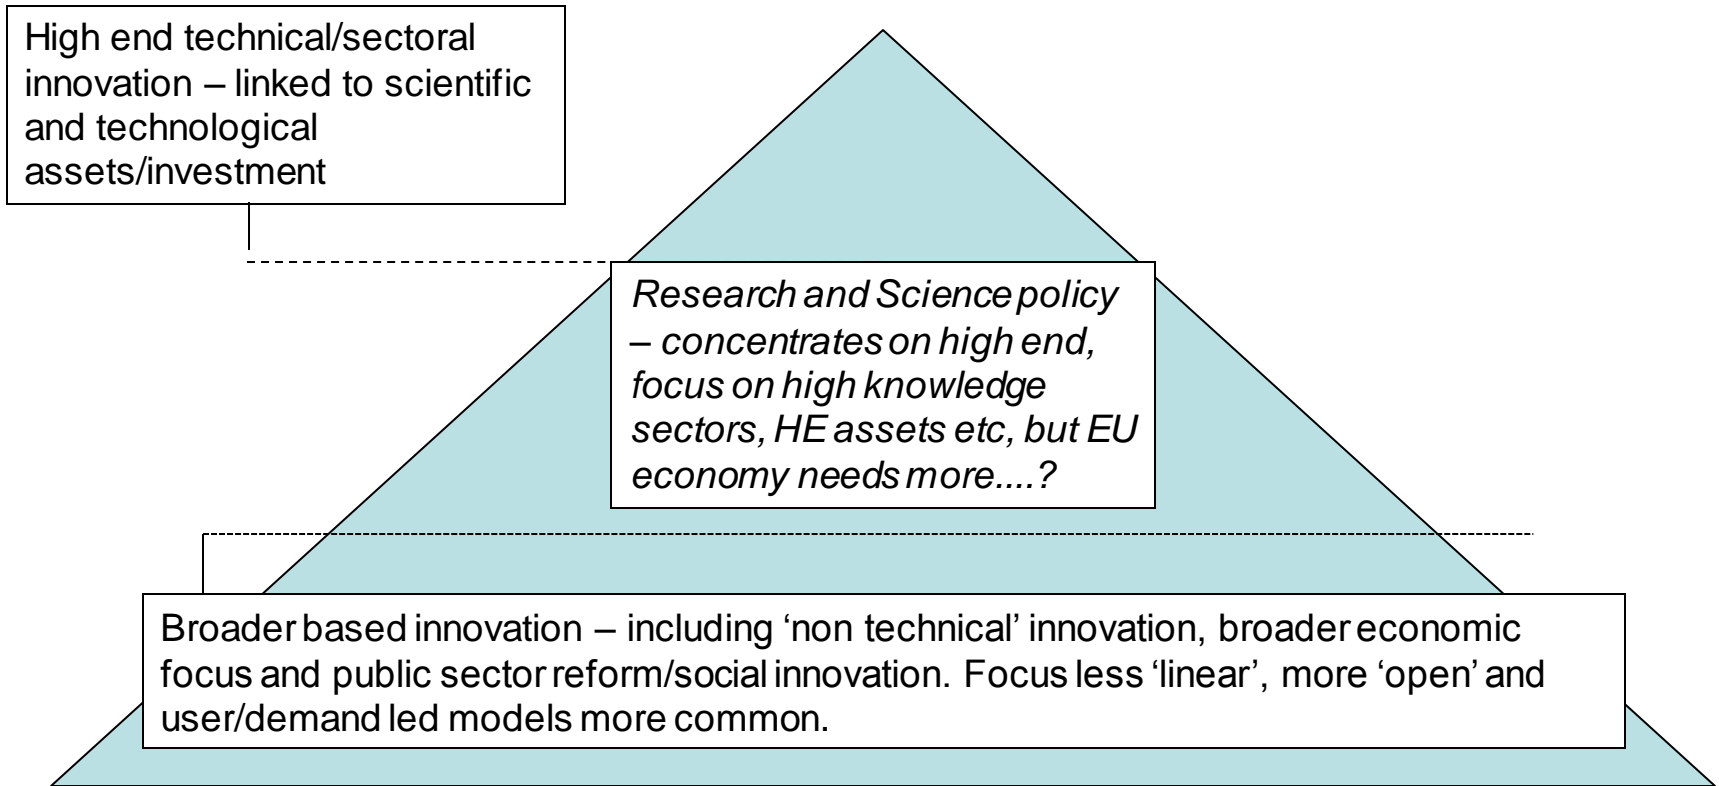 High end technical/sectoral
innovation – linked to scientific
and technological
assets/investment
Research and Science policy
– concentrates on high end,
focus on high knowledge
sectors, HE assets etc, but EU
economy needs more....?
Broader based innovation – including ‘non technical’ innovation, broader economic
focus and public sector reform/social innovation. Focus less ‘linear’, more ‘open’ and
user/demand led models more common.